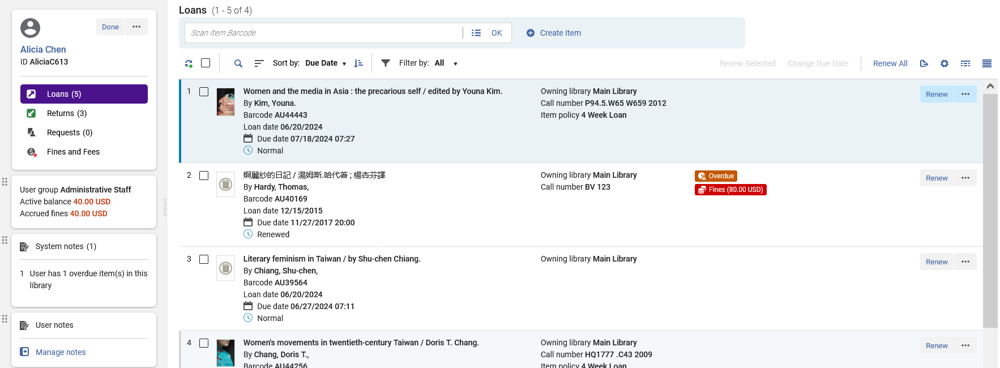 Alicia Chen
ID AliciaC613
Done
Loans (5)
Returns (3)
Requests (0)
Fines and Fees
User group Administrative Staff
Active balance 40.00 USD
Accrued fines 40.00 USD
System notes (1)
1 User has 1 overdue item(s) in this
library
User notes
Manage notes
Loans (1 - 5 of 4)
Scan Item Barcode OK Create Item
Sort by: Due Date Filter by: All Renew Selected Change Due Date Renew All
1 Women and the media in Asia : the precarious self / edited by Youna Kim.
By Kim, Youna.
Barcode AU44443
Loan date 06/20/2024
Due date 07/18/2024 07:27
Normal
Owning library Main Library
Call number P94.5.W65 W659 2012
Item policy 4 Week Loan
Renew
2 婀麗紗的日記 / 湯姆斯.哈代著 ; 楊杏芬譯
By Hardy, Thomas,
Barcode AU40169
Loan date 12/15/2015
Due date 11/27/2017 20:00
Renewed
Owning library Main Library
Call number BV 123
Overdue
Fines (80.00 USD)
Renew
3 Literary feminism in Taiwan / by Shu-chen Chiang.
By Chiang, Shu-chen,
Barcode AU39564
Loan date 06/20/2024
Due date 06/27/2024 07:11
Normal
Owning library Main Library
Renew
4 Women's movements in twentieth-century Taiwan / Doris T. Chang.
By Chang, Doris T.,
Barcode AU44256
Owning library Main Library
Call number HQ1777 .C43 2009
Item policy 4 Week Loan
Renew